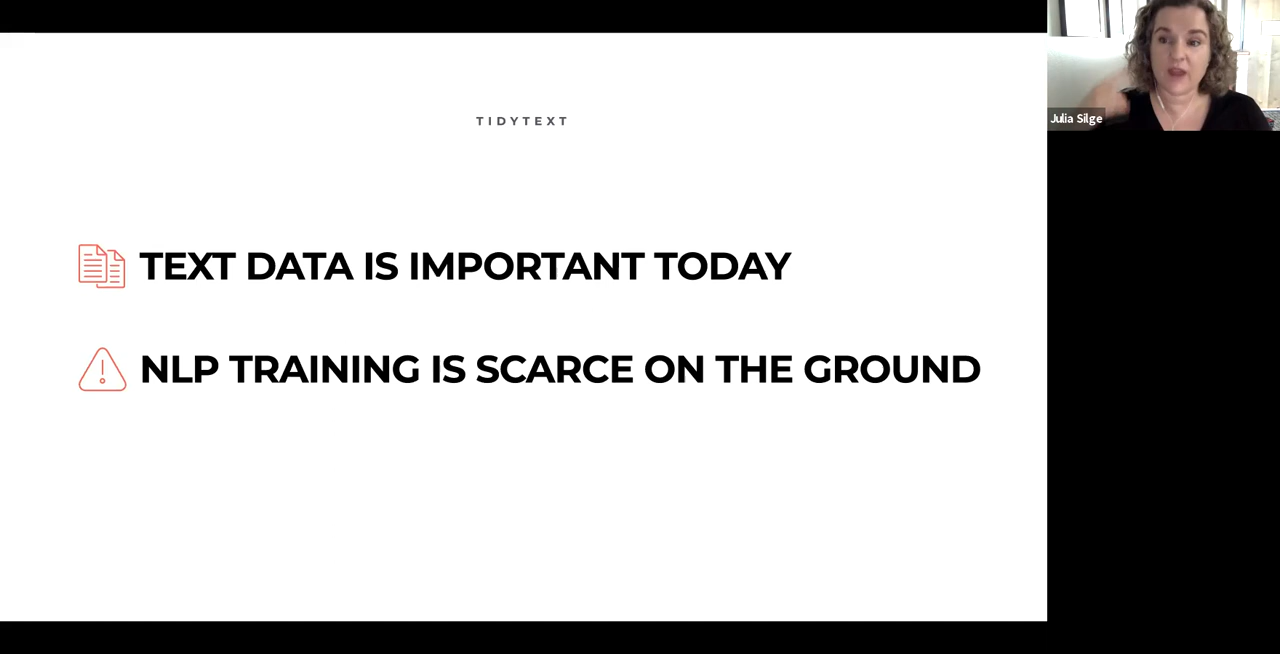 TIDYTEXT
TEXT DATA IS IMPORTANT TODAY
NLP TRAINING IS SCARCE ON THE GROUND
Julia Silge